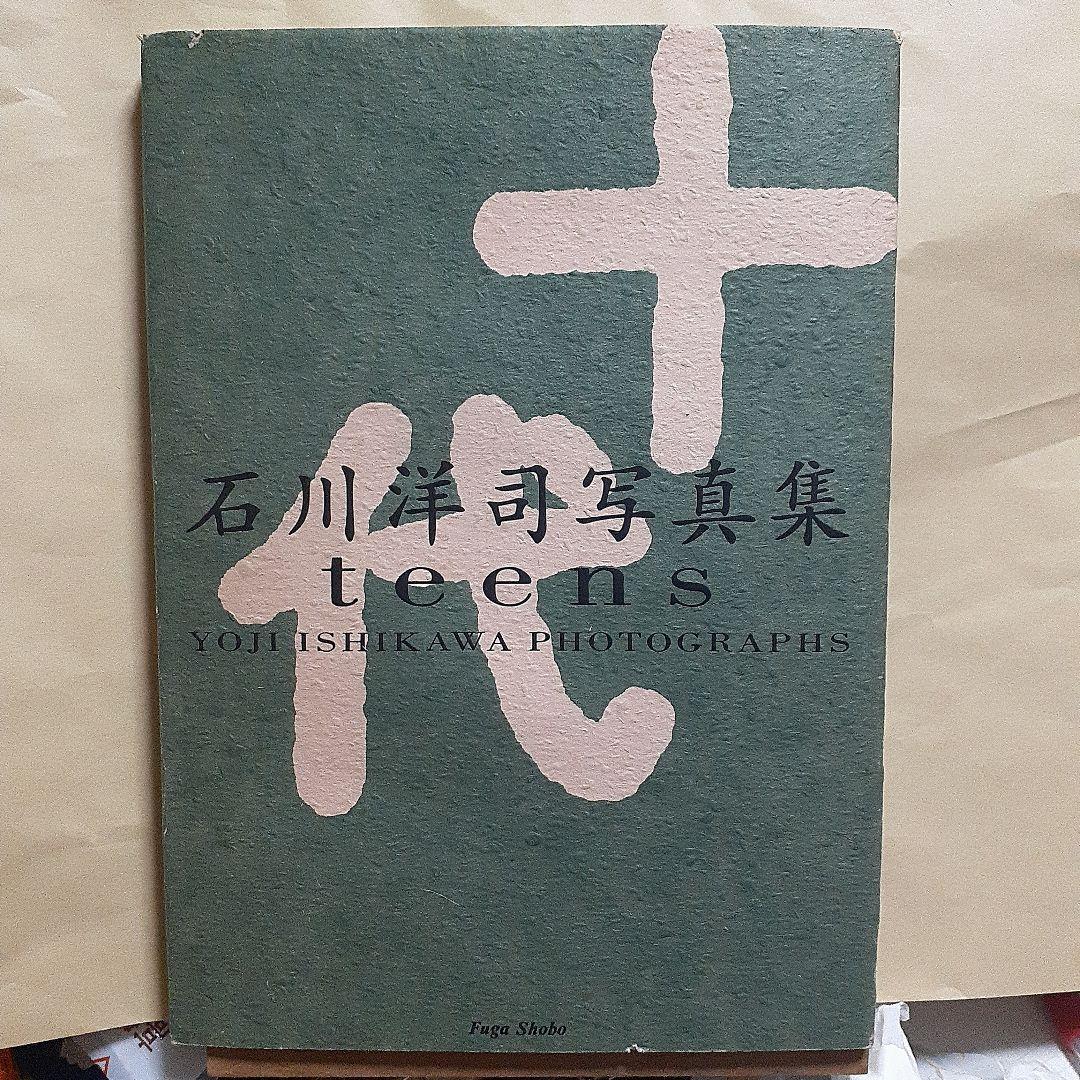 十代
石川洋司写真集
teens
YOJI ISHIKAWA PHOTOGRAPHS
Fuga Shobo